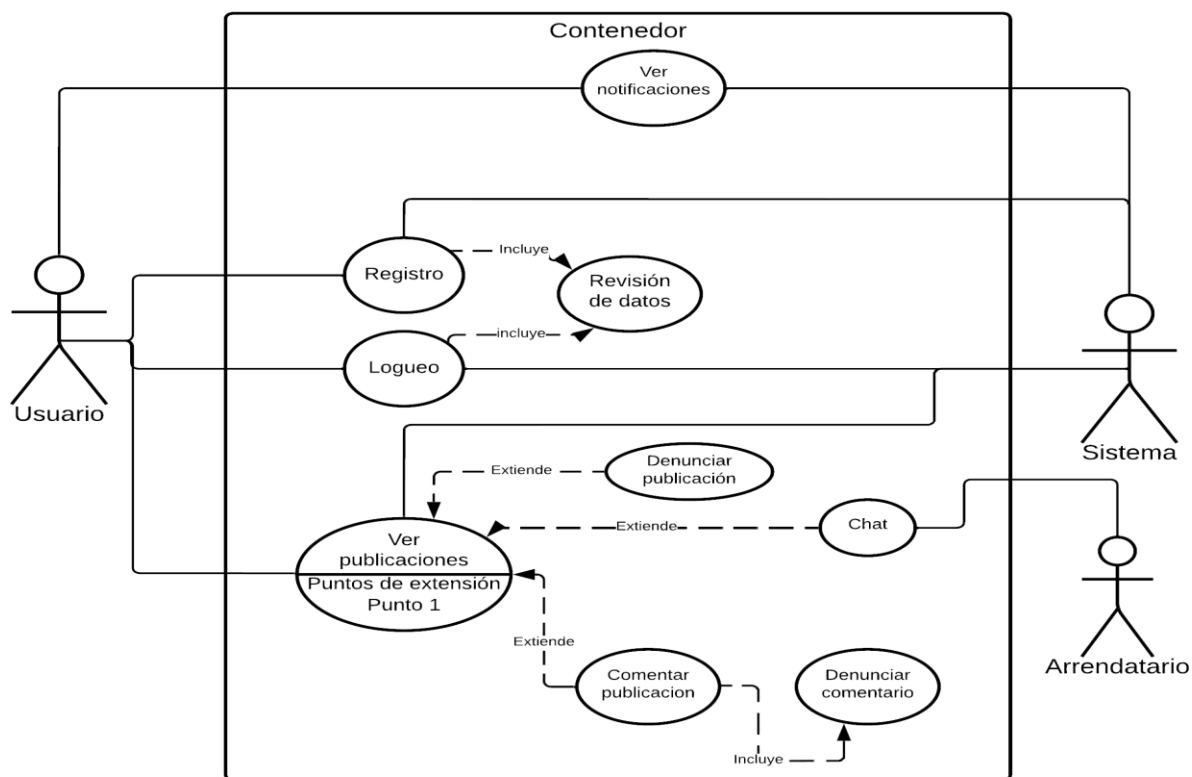 Contenedor
Ver
notificaciones
Registro
Incluye
Revisión
de datos
Logueo
incluye
Usuario
Sistema
Extiende
Denunciar
publicación
Extiende
Chat
Ver
publicaciones
Puntos de extensión
Punto 1
Extiende
Comentar
publicacion
Denunciar
comentario
Arrendatario
Incluye